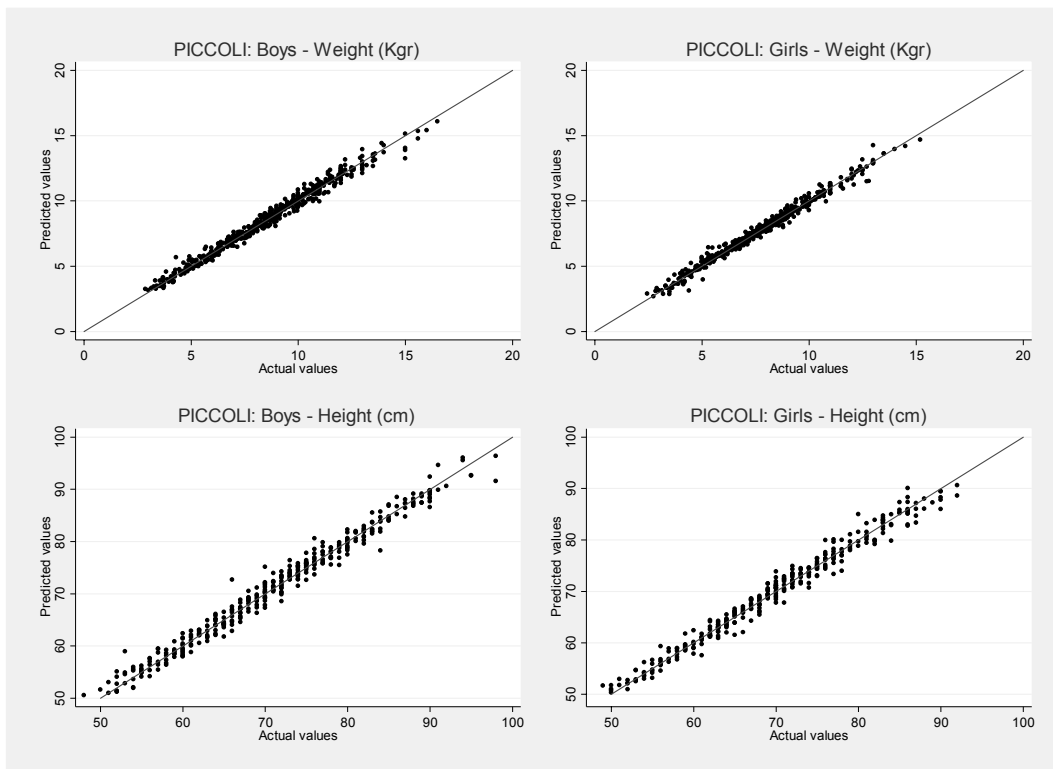 PICCOLI: Boys - Weight (Kgr)
Predicted values
20
15
10
5
0
0 5 10 15 20
Actual values
PICCOLI: Girls - Weight (Kgr)
Predicted values
20
15
10
5
0
0 5 10 15 20
Actual values
PICCOLI: Boys - Height (cm)
Predicted values
100
90
80
70
60
50
50 60 70 80 90 100
Actual values
PICCOLI: Girls - Height (cm)
Predicted values
100
90
80
70
60
50
50 60 70 80 90 100
Actual values